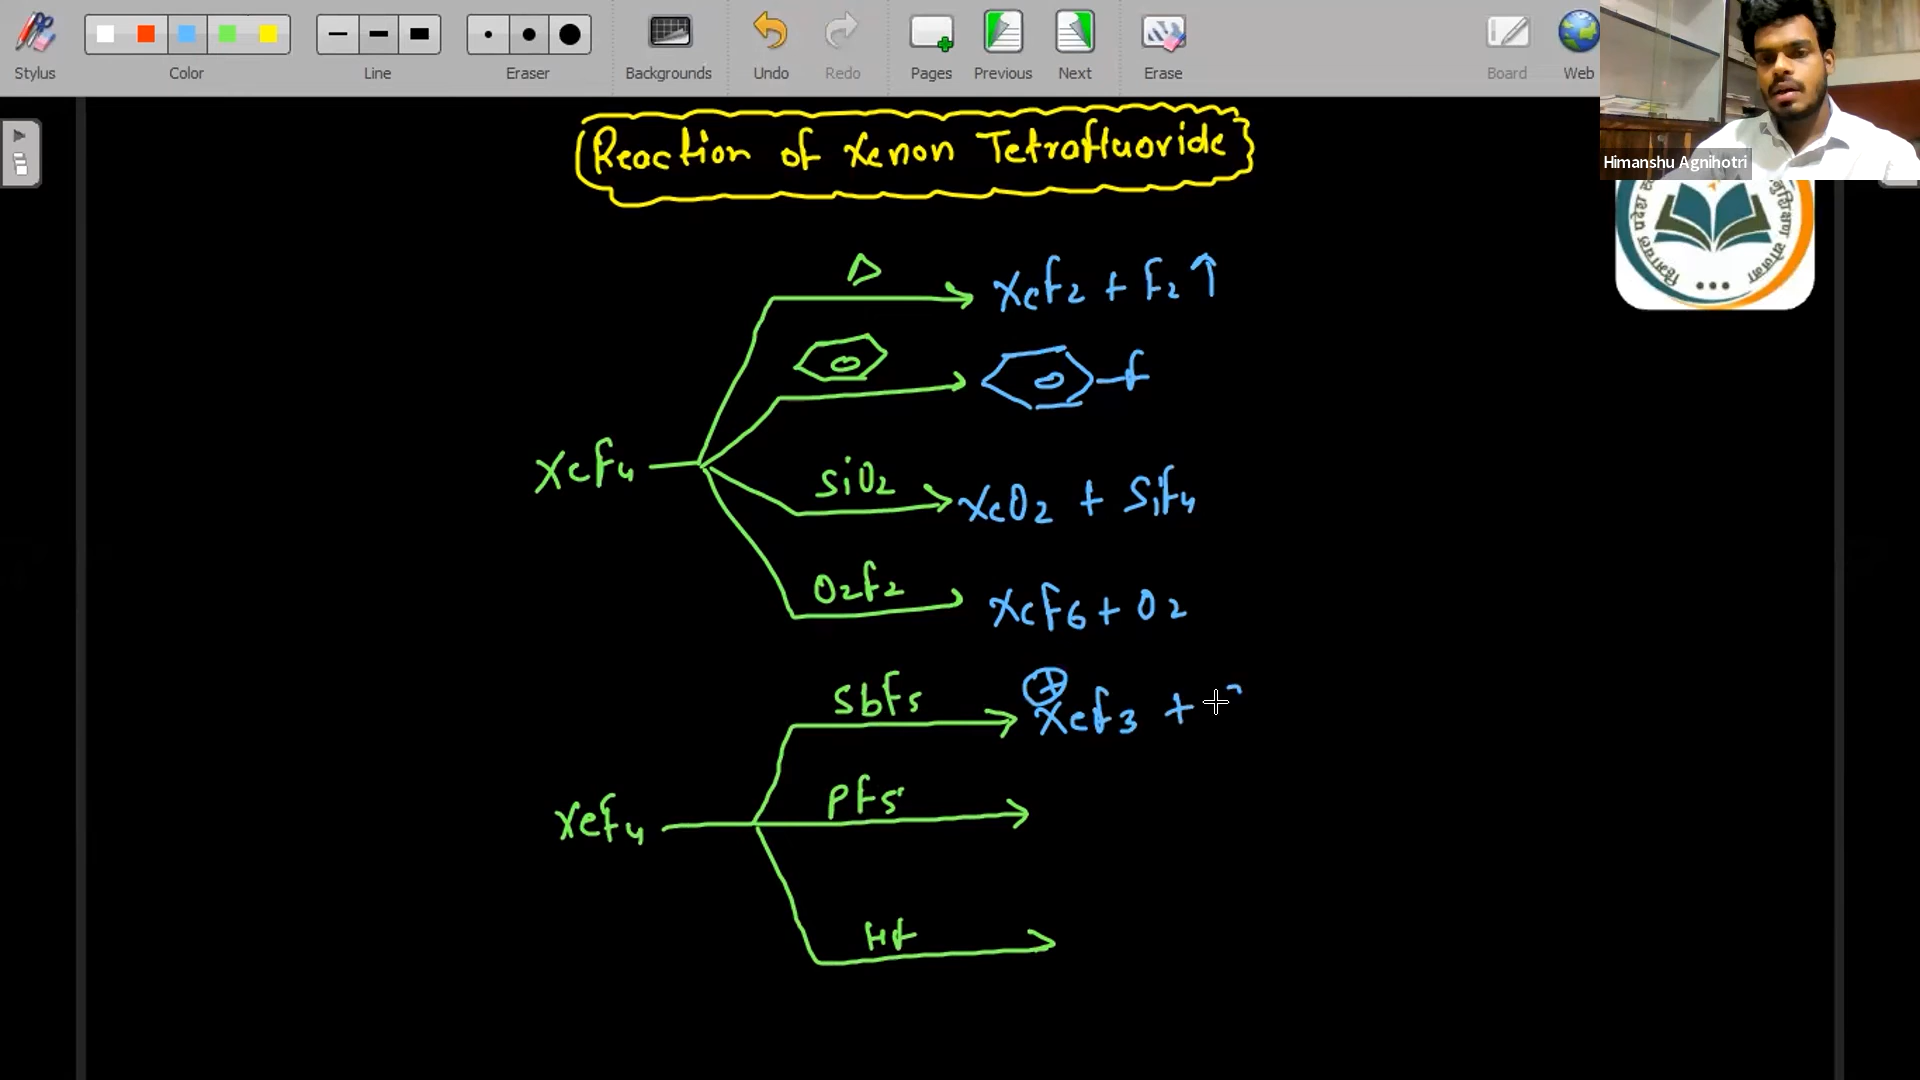 Stylus
Color
Line
Eraser
Backgrounds
Undo
Redo
Pages
Previous
Next
Erase
Board
Web
Himanshu Agnihotri
Reaction of Xenon Tetrofluoride
Δ
XeF2 + F2 ↑
F
XeF4
SiO2
XeO2 + SiF4
O2F2
XeF6 + O2
SbF5
⊕
XeF3 +
PF5
XeF4
HF